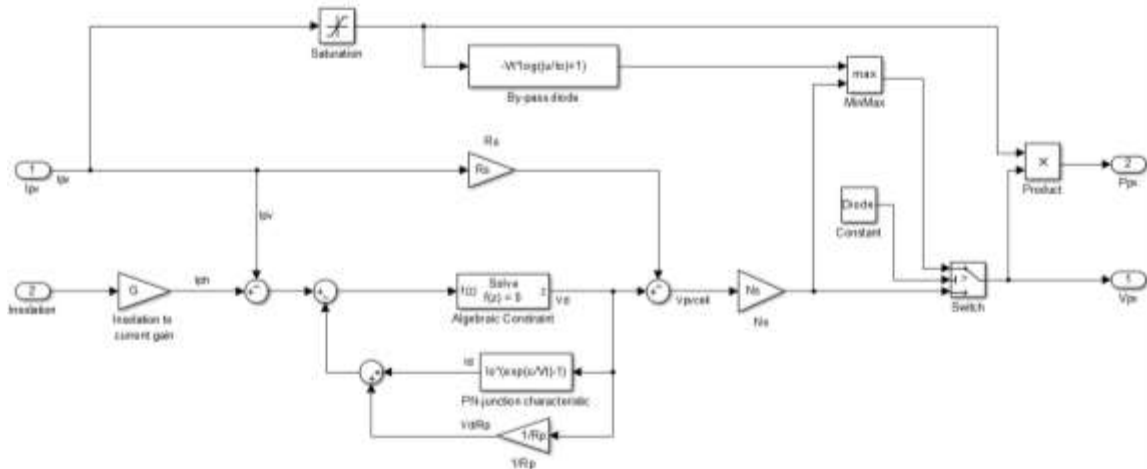 Saturation
-Vt*log((u/Io)+1)
By-pass diode
max
MinMax
Rs
1
Ipv
Ipv
Rs
×
Product
2
Ppv
Ipv
Diode
Constant
2
Insolation
G
Iph
Insolation to
current gain
f(z)
Solve
f(z) = 0
z
Vd
Algebraic Constraint
Vpvcell
Ns
Ns
Switch
1
Vpv
Id
Io*(exp(u/Vt)-1)
PN-junction characteristic
Vd/Rp
1/Rp
1/Rp